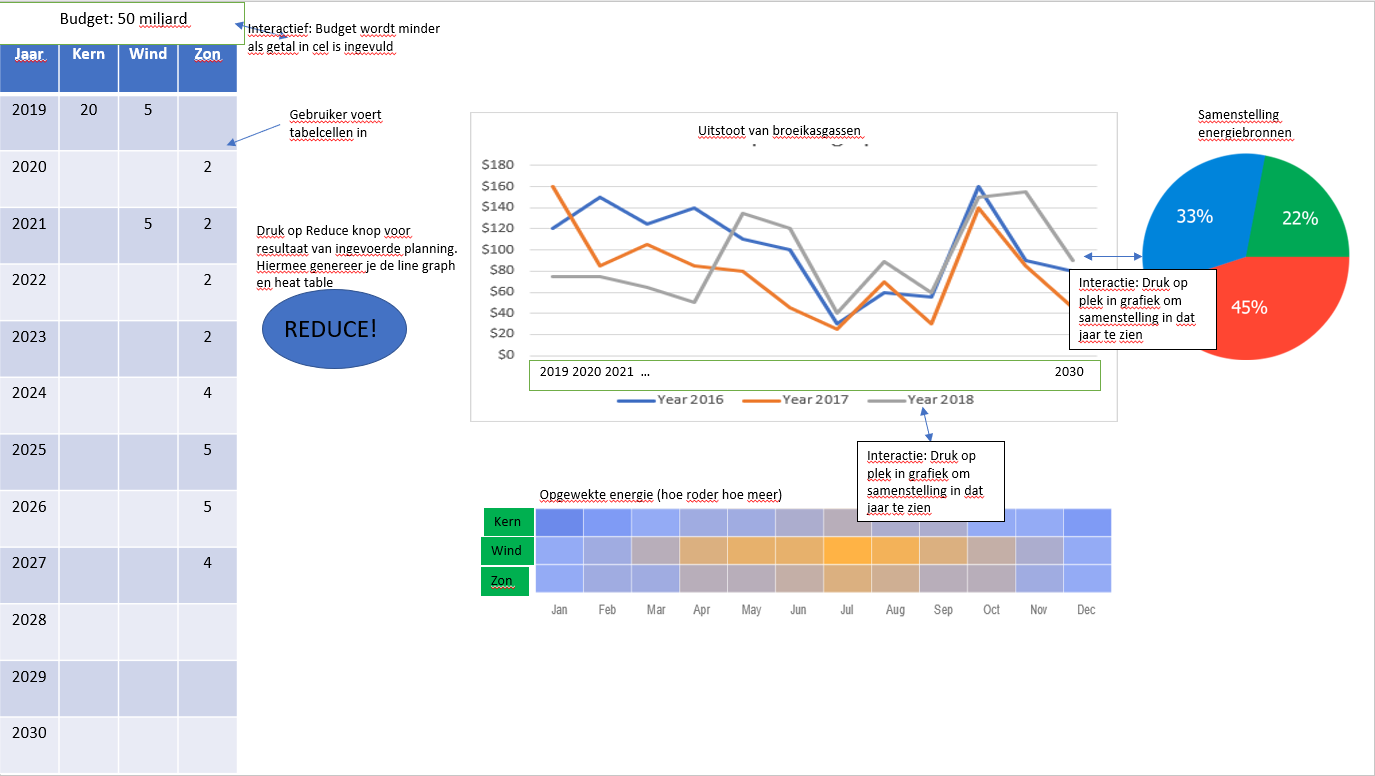 Budget: 50 miljard
Interactief: Budget wordt minder
als getal in cel is ingevuld
Jaar Kern Wind Zon
2019 20 5
2020 2
2021 5 2
2022 2
2023 2
2024 4
2025 5
2026 5
2027 4
2028
2029
2030
Gebruiker voert
tabelcellen in
Druk op Reduce knop voor
resultaat van ingevoerde planning.
Hiermee genereer je de line graph
en heat table
REDUCE!
Uitstoot van broeikasgassen
$180
$160
$140
$120
$100
$80
$60
$40
$20
$0
2019 2020 2021 ... 2030
Year 2016 Year 2017 Year 2018
Samenstelling
energiebronnen
33%
22%
45%
Interactie: Druk op
plek in grafiek om
samenstelling in dat
jaar te zien
Interactie: Druk op
plek in grafiek om
samenstelling in dat
jaar te zien
Opgewekte energie (hoe roder hoe meer)
Kern
Wind
Zon
Jan Feb Mar Apr May Jun Jul Aug Sep Oct Nov Dec